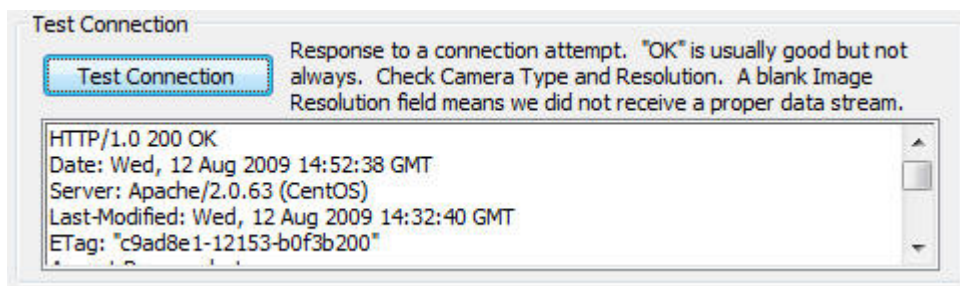 Test Connection
Test Connection
Response to a connection attempt. "OK" is usually good but not
always. Check Camera Type and Resolution. A blank Image
Resolution field means we did not receive a proper data stream.
HTTP/1.0 200 OK
Date: Wed, 12 Aug 2009 14:52:38 GMT
Server: Apache/2.0.63 (CentOS)
Last-Modified: Wed, 12 Aug 2009 14:32:40 GMT
ETag: "c9ad8e1-12153-b0f3b200"